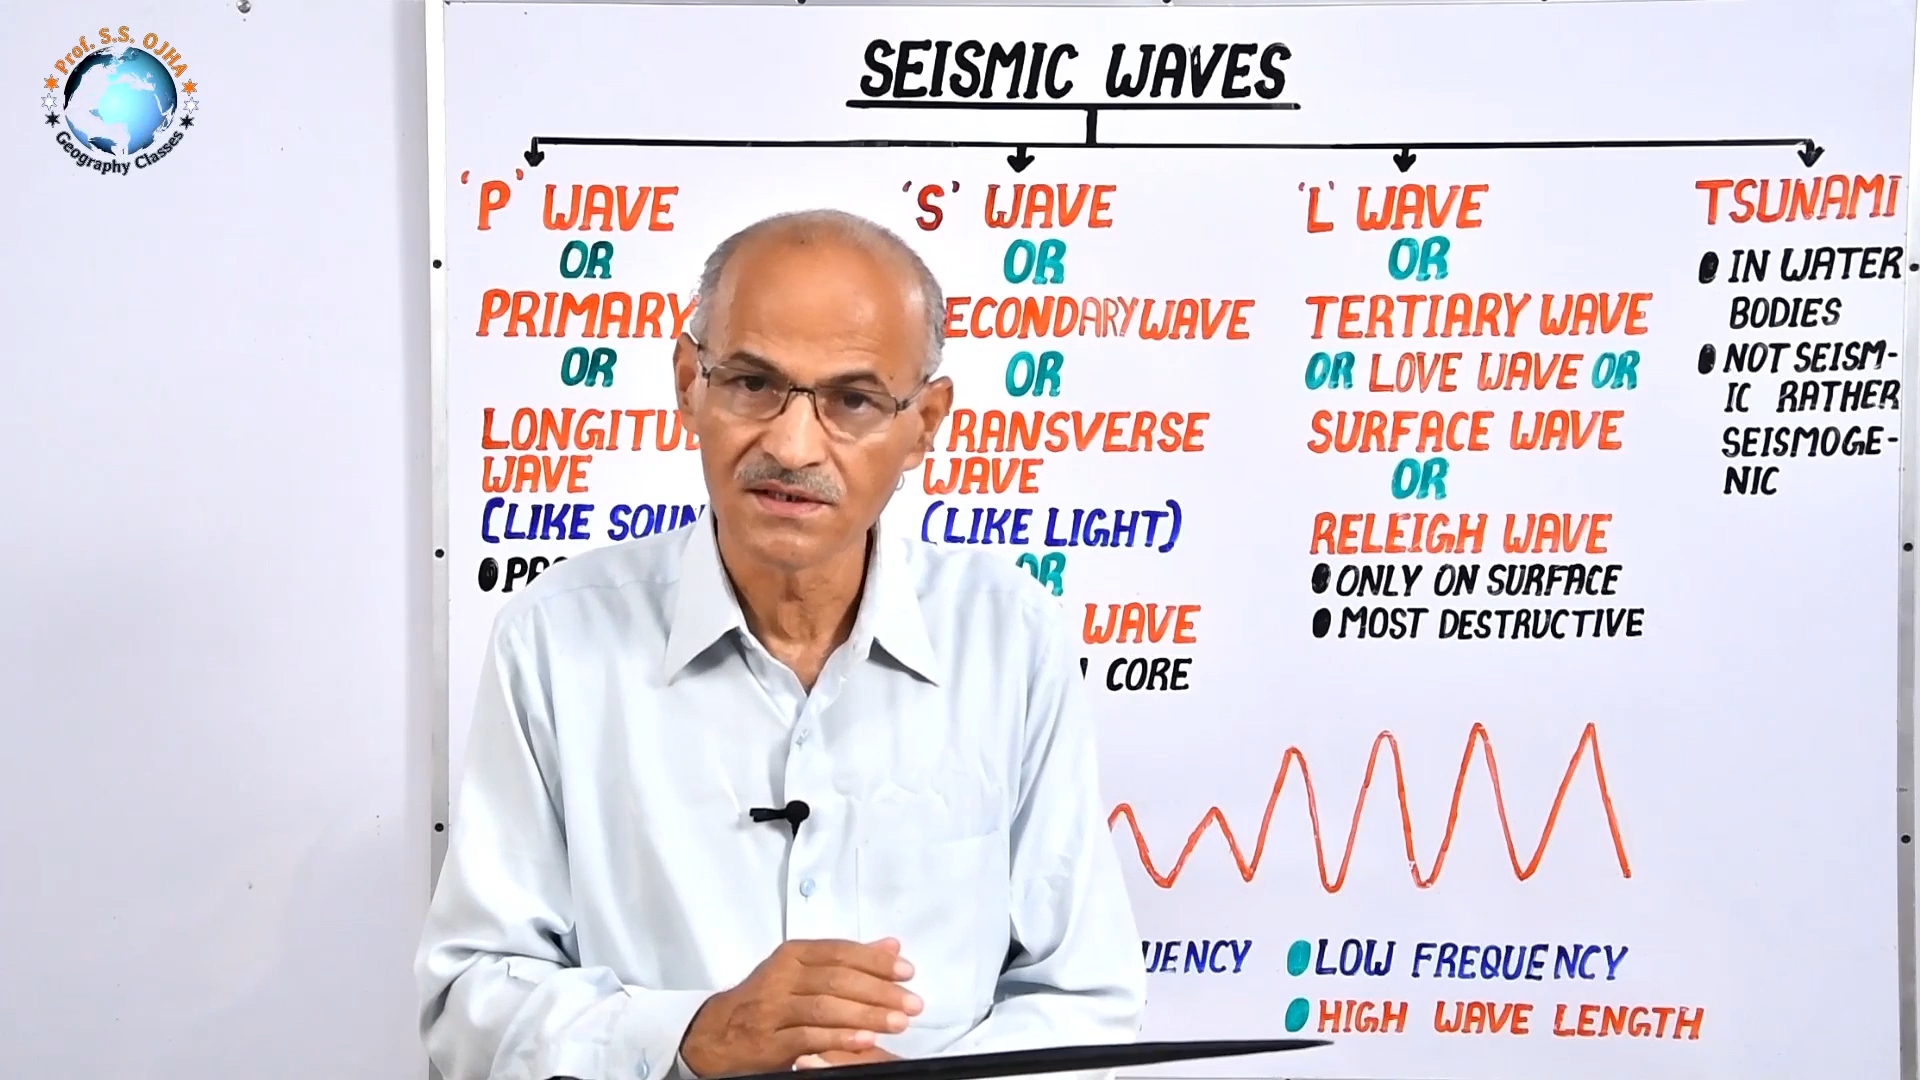 Prof. S.S. OJHA
Geography Classes
SEISMIC WAVES
'P' WAVE
OR
PRIMARY
OR
WAVE
(LIKE
'S' WAVE
OR
ECONDARY WAVE
OR
RANSVERSE
WAVE
(LIKE LIGHT)
OR
WAVE
CORE
'L' WAVE
OR
TERTIARY WAVE
OR LOVE WAVE OR
SURFACE WAVE
OR
RELEIGH WAVE
ONLY ON SURFACE
MOST DESTRUCTIVE
TSUNAMI
IN WATER
BODIES
NOT SEISM-
IC RATHER
SEISMOGE-
NIC
UENCY
LOW FREQUENCY
HIGH WAVE LENGTH